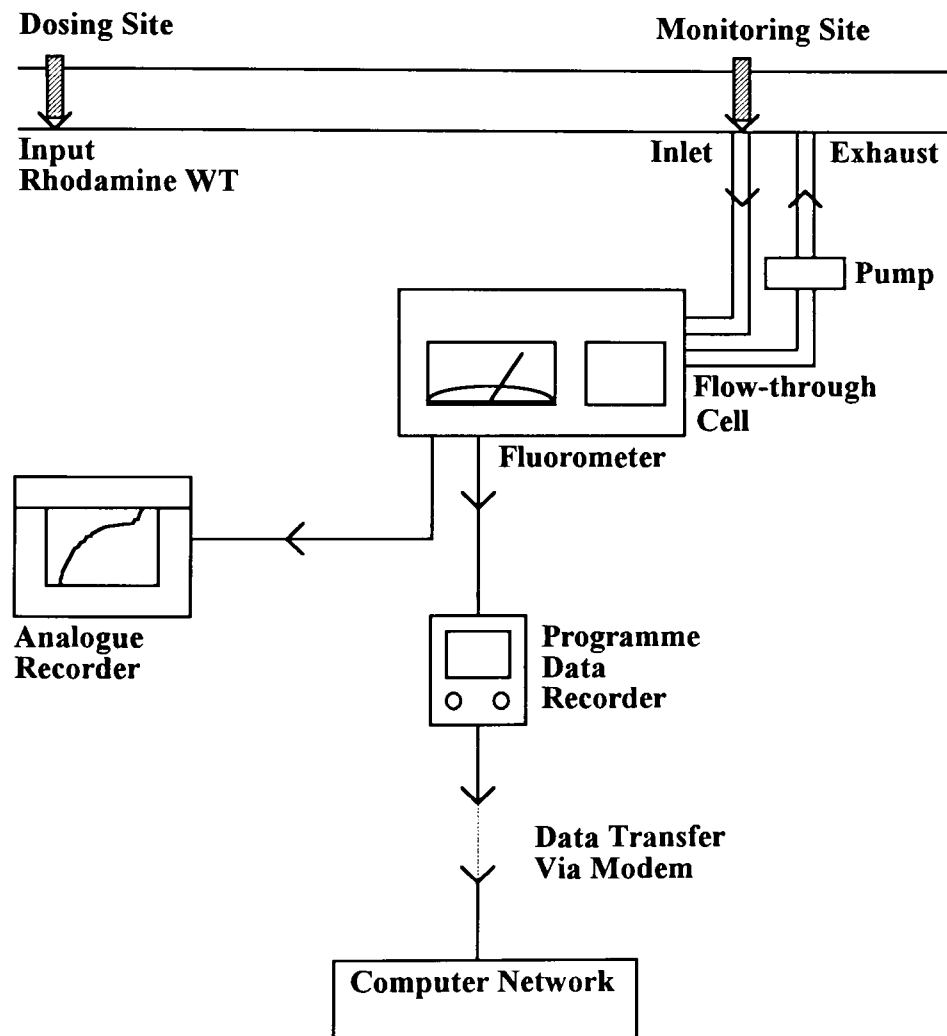 Dosing Site
Monitoring Site
Input
Rhodamine WT
Inlet
Exhaust
Pump
Flow-through
Cell
Fluorometer
Analogue
Recorder
Programme
Data
Recorder
Data Transfer
Via Modem
Computer Network